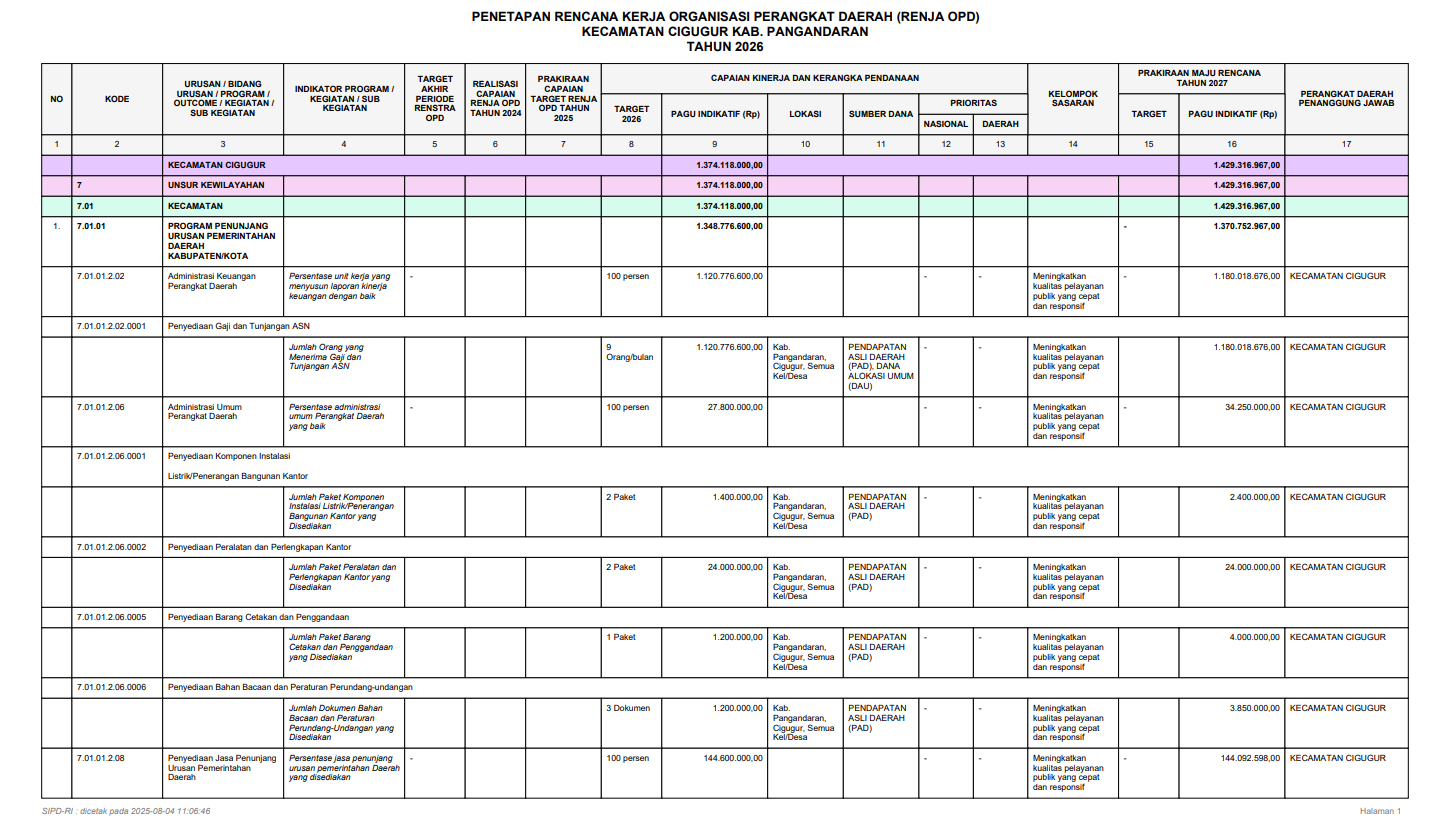 PENETAPAN RENCANA KERJA ORGANISASI PERANGKAT DAERAH (RENJA OPD)
KECAMATAN CIGUGUR KAB. PANGANDARAN
TAHUN 2026
NO
KODE
URUSAN / BIDANG
URUSAN / PROGRAM /
OUTCOME / KEGIATAN /
SUB KEGIATAN
INDIKATOR PROGRAM /
KEGIATAN / SUB
KEGIATAN
TARGET
AKHIR
PERIODE
RENSTRA
OPD
REALISASI
CAPAIAN
RENJA OPD
TAHUN 2024
PRAKIRAAN
CAPAIAN
TARGET RENJA
OPD TAHUN
2025
CAPAIAN KINERJA DAN KERANGKA PENDANAAN
TARGET
2026
PAGU INDIKATIF (Rp)
LOKASI
SUMBER DANA
PRIORITAS
NASIONAL
DAERAH
KELOMPOK
SASARAN
PRAKIRAAN MAJU RENCANA
TAHUN 2027
TARGET
PAGU INDIKATIF (Rp)
PERANGKAT DAERAH
PENANGGUNG JAWAB
1 2 3 4 5 6 7 8 9 10 11 12 13 14 15 16 17
KECAMATAN CIGUGUR 1.374.118.000,00 1.429.316.967,00
7 UNSUR KEWILAYAHAN 1.374.118.000,00 1.429.316.967,00
7.01 KECAMATAN 1.374.118.000,00 1.429.316.967,00
1. 7.01.01 PROGRAM PENUNJANG 1.348.776.600,00 - 1.370.752.967,00
URUSAN PEMERINTAHAN
DAERAH
KABUPATEN/KOTA
7.01.01.2.02 Administrasi Keuangan Persentase unit kerja yang - 100 persen 1.120.776.600,00 - - Meningkatkan - 1.180.018.676,00 KECAMATAN CIGUGUR
Perangkat Daerah menyusun laporan kinerja kualitas pelayanan
keuangan dengan baik publik yang cepat
dan responsif
7.01.01.2.02.0001 Penyediaan Gaji dan Tunjangan ASN
Jumlah Orang yang 9 1.120.776.600,00 Kab. PENDAPATAN - - Meningkatkan 1.180.018.676,00 KECAMATAN CIGUGUR
Menerima Gaji dan Orang/bulan Pangandaran, ASLI DAERAH kualitas pelayanan
Tunjangan ASN Cigugur, Semua (PAD), DANA publik yang cepat
Kel/Desa ALOKASI UMUM dan responsif
(DAU)
7.01.01.2.06 Administrasi Umum Persentase administrasi - 100 persen 27.800.000,00 - - Meningkatkan - 34.250.000,00 KECAMATAN CIGUGUR
Perangkat Daerah umum Perangkat Daerah kualitas pelayanan
yang baik publik yang cepat
dan responsif
7.01.01.2.06.0001 Penyediaan Komponen Instalasi
Listrik/Penerangan Bangunan Kantor
Jumlah Paket Komponen 2 Paket 1.400.000,00 Kab. PENDAPATAN - - Meningkatkan 2.400.000,00 KECAMATAN CIGUGUR
Instalasi Listrik/Penerangan Pangandaran, ASLI DAERAH kualitas pelayanan
Bangunan Kantor yang Cigugur, Semua (PAD) publik yang cepat
Disediakan Kel/Desa dan responsif
7.01.01.2.06.0002 Penyediaan Peralatan dan Perlengkapan Kantor
Jumlah Paket Peralatan dan 2 Paket 24.000.000,00 Kab. PENDAPATAN - - Meningkatkan 24.000.000,00 KECAMATAN CIGUGUR
Perlengkapan Kantor yang Pangandaran, ASLI DAERAH kualitas pelayanan
Disediakan Cigugur, Semua (PAD) publik yang cepat
Kel/Desa dan responsif
7.01.01.2.06.0005 Penyediaan Barang Cetakan dan Penggandaan
Jumlah Paket Barang 1 Paket 1.200.000,00 Kab. PENDAPATAN - - Meningkatkan 4.000.000,00 KECAMATAN CIGUGUR
Cetakan dan Penggandaan Pangandaran, ASLI DAERAH kualitas pelayanan
yang Disediakan Cigugur, Semua (PAD) publik yang cepat
Kel/Desa dan responsif
7.01.01.2.06.0006 Penyediaan Bahan Bacaan dan Peraturan Perundang-undangan
Jumlah Dokumen Bahan 3 Dokumen 1.200.000,00 Kab. PENDAPATAN - - Meningkatkan 3.850.000,00 KECAMATAN CIGUGUR
Bacaan dan Peraturan Pangandaran, ASLI DAERAH kualitas pelayanan
Perundang-Undangan yang Cigugur, Semua (PAD) publik yang cepat
Disediakan Kel/Desa dan responsif
7.01.01.2.08 Penyediaan Jasa Penunjang Persentase jasa penunjang - 100 persen 144.600.000,00 - - Meningkatkan - 144.092.598,00 KECAMATAN CIGUGUR
Urusan Pemerintahan urusan pemerintahan Daerah kualitas pelayanan
Daerah yang disediakan publik yang cepat
dan responsif
SIPD-RI : dicetak pada 2025-08-04 11:06:46 Halaman 1